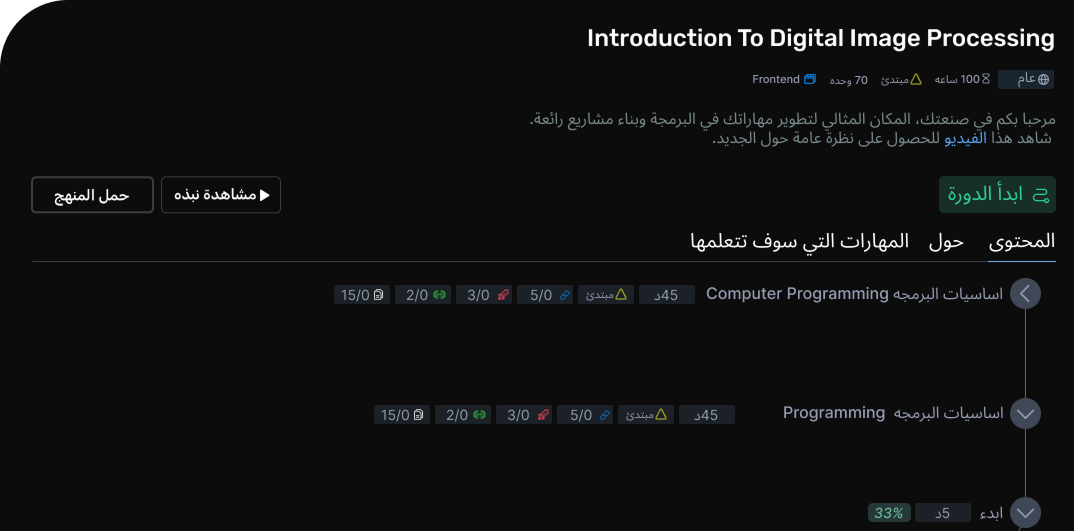 Introduction To Digital Image Processing
عام 100 ساعه مبتدئ 70 وحده Frontend
مرحبا بكم في صنعتك، المكان المثالي لتطوير مهاراتك في البرمجة وبناء مشاريع رائعة.
شاهد هذا الفيديو للحصول على نظرة عامة حول الجديد.
ابدأ الدورة مشاهدة نبذه حمل المنهج
المحتوى حول المهارات التي سوف تتعلمها
اساسيات البرمجه Computer Programming 45د مبتدئ 5/0 3/0 2/0 15/0
اساسيات البرمجه Programming 45د مبتدئ 5/0 3/0 2/0 15/0
ابدء 5د 33%